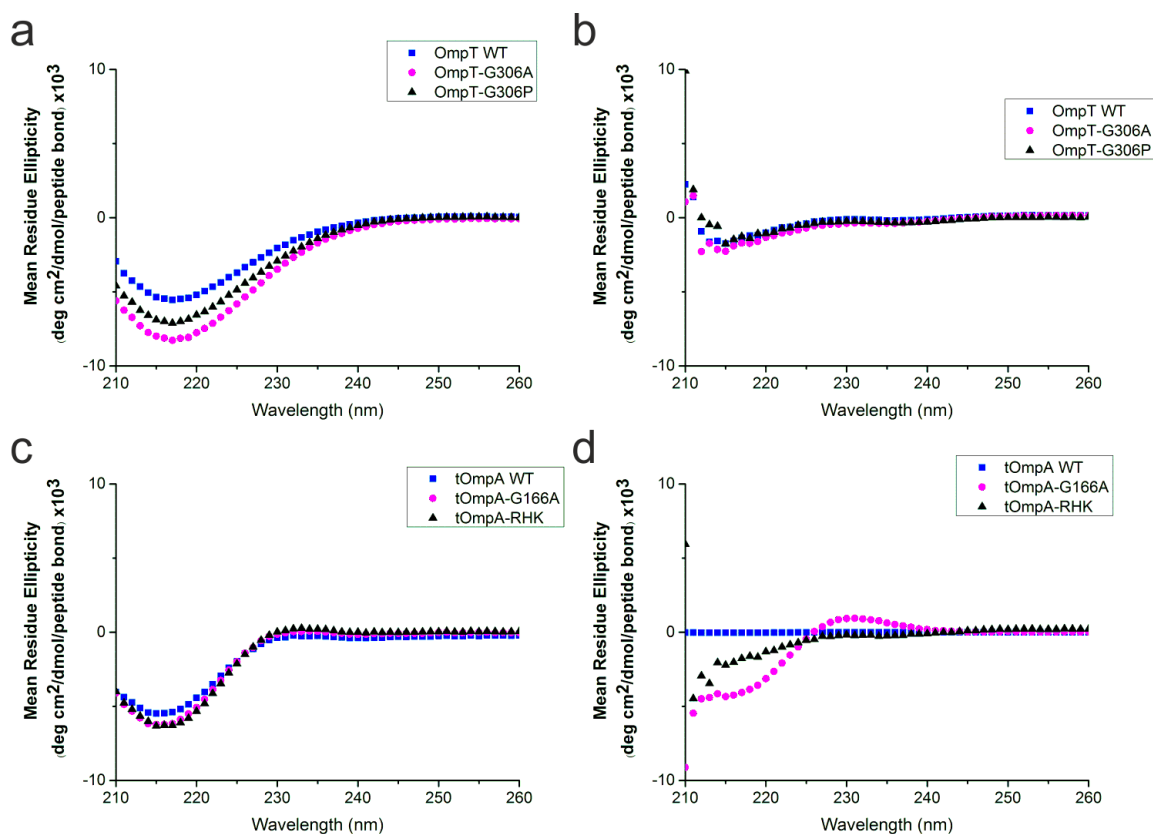 a
OmpT WT
OmpT-G306A
OmpT-G306P
Mean Residue Ellipticity
(deg cm²/dmol/peptide bond) x10³
10
0
-10
210 220 230 240 250 260
Wavelength (nm)
b
OmpT WT
OmpT-G306A
OmpT-G306P
Mean Residue Ellipticity
(deg cm²/dmol/peptide bond) x10³
10
0
-10
210 220 230 240 250 260
Wavelength (nm)
c
tOmpA WT
tOmpA-G166A
tOmpA-RHK
Mean Residue Ellipticity
(deg cm²/dmol/peptide bond) x10³
10
0
-10
210 220 230 240 250 260
Wavelength (nm)
d
tOmpA WT
tOmpA-G166A
tOmpA-RHK
Mean Residue Ellipticity
(deg cm²/dmol/peptide bond) x10³
10
0
-10
210 220 230 240 250 260
Wavelength (nm)